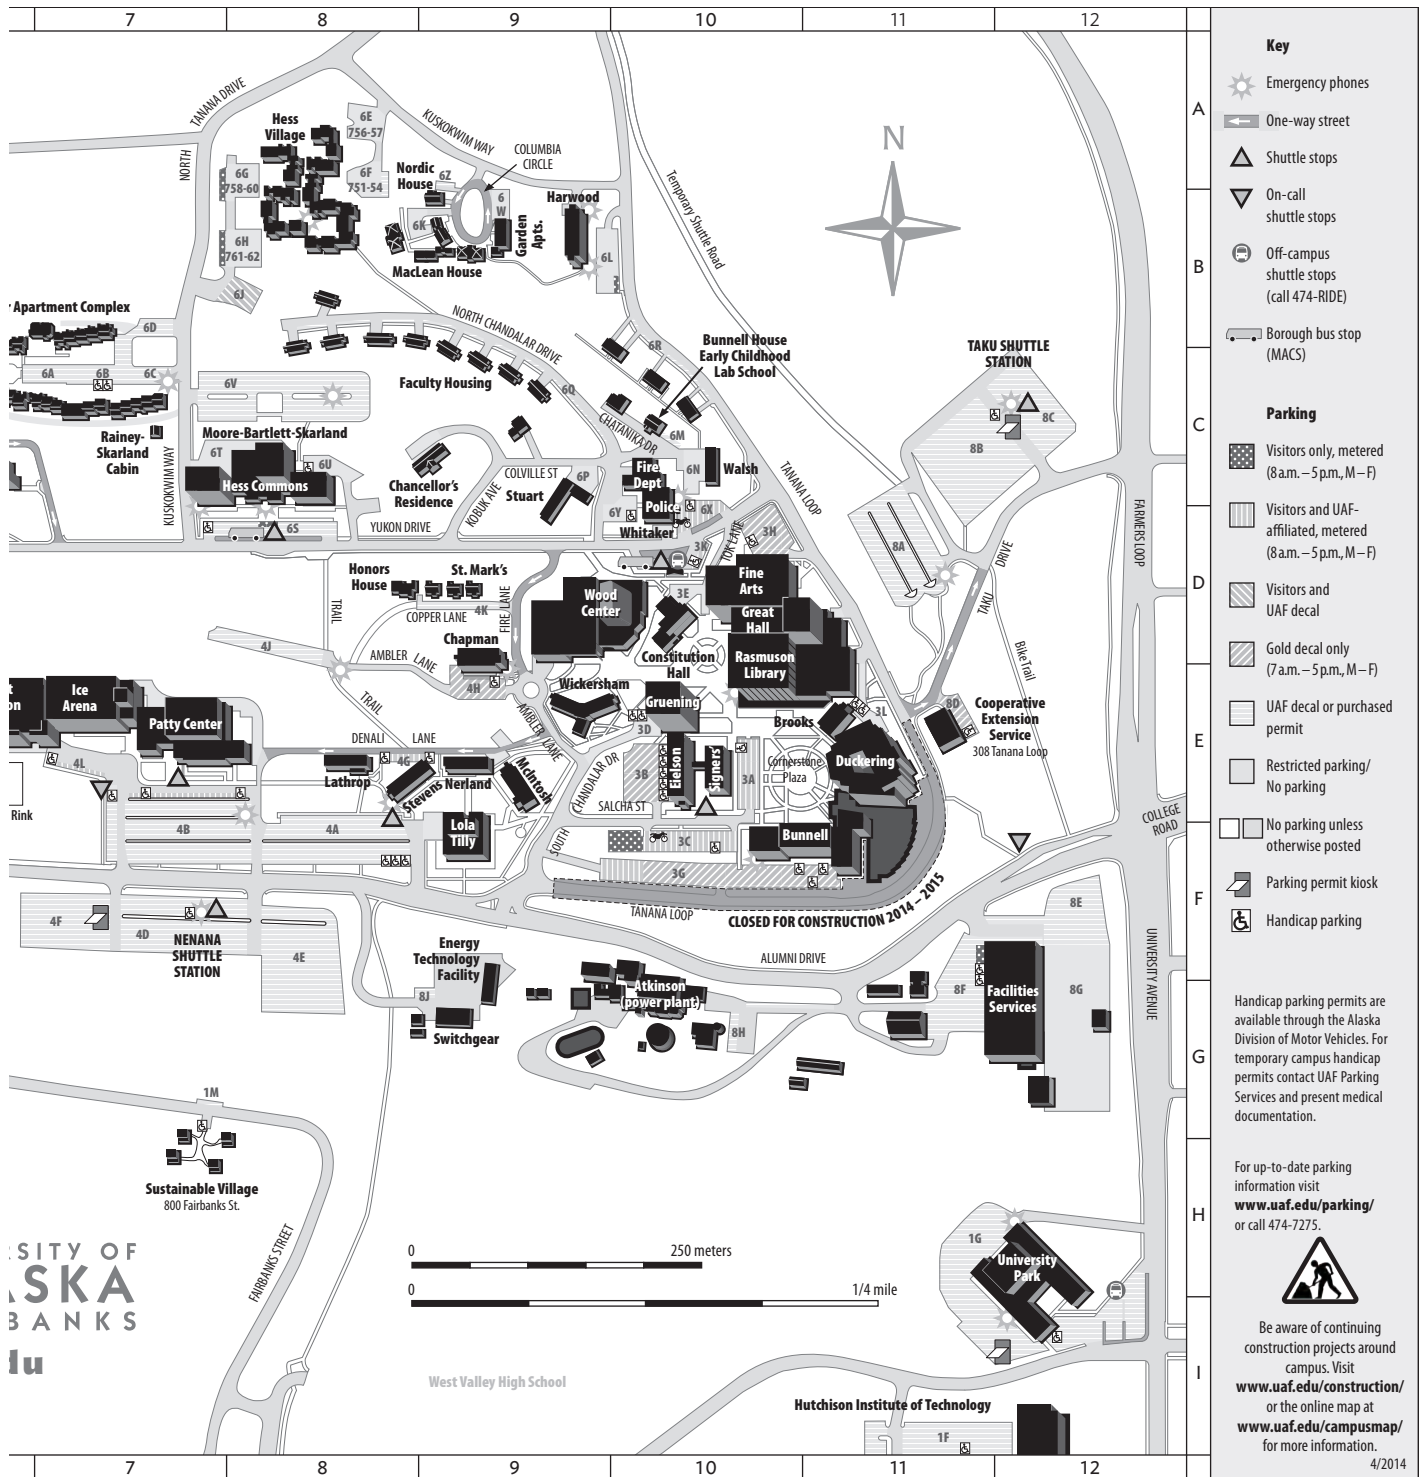 7 8 9 10 11 12
A
B
C
D
E
F
G
H
I
TANANA DRIVE
KUSKOKWIM WAY
NORTH
Hess
Village
6E
756-57
6F
751-54
6G
758-60
6H
761-62
6J
Nordic
House
6Z
COLUMBIA
CIRCLE
6
W
6K
Garden
Apts.
MacLean House
Harwood
6L
Temporary Shuttle Road
N
r Apartment Complex
6D
6A 6B 6C
6V
NORTH CHANDALAR DRIVE
Faculty Housing
6Q
6R
Bunnell House
Early Childhood
Lab School
CHATANIKA DR
6M
TAKU SHUTTLE
STATION
8C
8B
Rainey-
Skarland
Cabin
Moore-Bartlett-Skarland
6T
6U
Hess Commons
KUSKOKWIM WAY
6S
YUKON DRIVE
Chancellor's
Residence
COLVILLE ST
KOBUK AVE
Stuart
6P
Fire
Dept
6N
Walsh
Police
6Y
6X
Whitaker
TANANA LOOP
3K
TOK LANE
3H
8A
FARMERS LOOP
TAKU DRIVE
Bike Trail
Honors
House
St. Mark's
COPPER LANE
4K
FIRE LANE
TRAIL
Wood
Center
3E
Fine
Arts
Great
Hall
Constitution
Hall
Rasmuson
Library
4J
AMBLER LANE
Chapman
4H
TRAIL
AMBLER LANE
Wickersham
Gruening
3D
Brooks
3L
8D
Cooperative
Extension
Service
308 Tanana Loop
t
on
Ice
Arena
Patty Center
4L
DENALI LANE
Lathrop
4G
Stevens
Nerland
McIntosh
SOUTH CHANDALAR DR
3B
Eielson
Signers'
3A
Cornerstone
Plaza
Duckering
SALCHA ST
Rink
4B
4A
Lola
Tilly
3C
Bunnell
3G
COLLEGE
ROAD
TANANA LOOP
CLOSED FOR CONSTRUCTION 2014 – 2015
4F
4D
NENANA
SHUTTLE
STATION
4E
Energy
Technology
Facility
8J
Switchgear
Atkinson
(power plant)
8H
ALUMNI DRIVE
8E
8F
Facilities
Services
8G
UNIVERSITY AVENUE
1M
Sustainable Village
800 Fairbanks St.
FAIRBANKS STREET
RSITY OF
ASKA
BANKS
du
0 250 meters
0 1/4 mile
1G
University
Park
West Valley High School
Hutchison Institute of Technology
1F
7 8 9 10 11 12
Key
Emergency phones
One-way street
Shuttle stops
On-call
shuttle stops
Off-campus
shuttle stops
(call 474-RIDE)
Borough bus stop
(MACS)
Parking
Visitors only, metered
(8 a.m. – 5 p.m., M – F)
Visitors and UAF-
affiliated, metered
(8 a.m. – 5 p.m., M – F)
Visitors and
UAF decal
Gold decal only
(7 a.m. – 5 p.m., M – F)
UAF decal or purchased
permit
Restricted parking/
No parking
No parking unless
otherwise posted
Parking permit kiosk
Handicap parking
Handicap parking permits are
available through the Alaska
Division of Motor Vehicles. For
temporary campus handicap
permits contact UAF Parking
Services and present medical
documentation.
For up-to-date parking
information visit
www.uaf.edu/parking/
or call 474-7275.
Be aware of continuing
construction projects around
campus. Visit
www.uaf.edu/construction/
or the online map at
www.uaf.edu/campusmap/
for more information.
4/2014